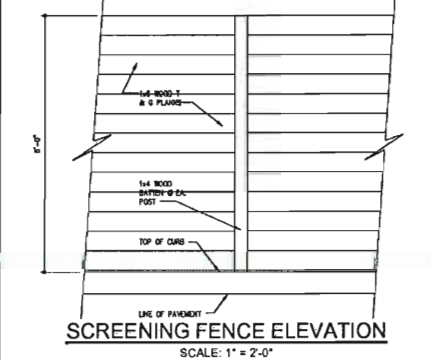 1x6 WOOD T
& G PLANKS
8'-0"
1x4 WOOD
BATTEN @ EA.
POST
TOP OF CURB
LINE OF PAVEMENT
SCREENING FENCE ELEVATION
SCALE: 1" = 2'-0"